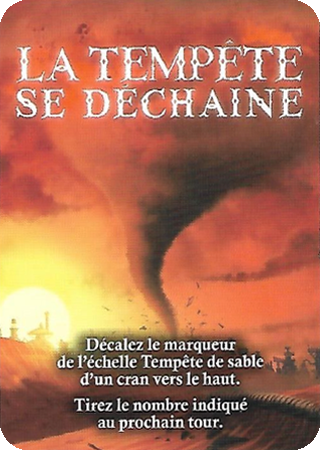 LA TEMPÊTE
SE DÉCHAINE
Décalez le marqueur
de l'échelle Tempête de sable
d'un cran vers le haut.
Tirez le nombre indiqué
au prochain tour.